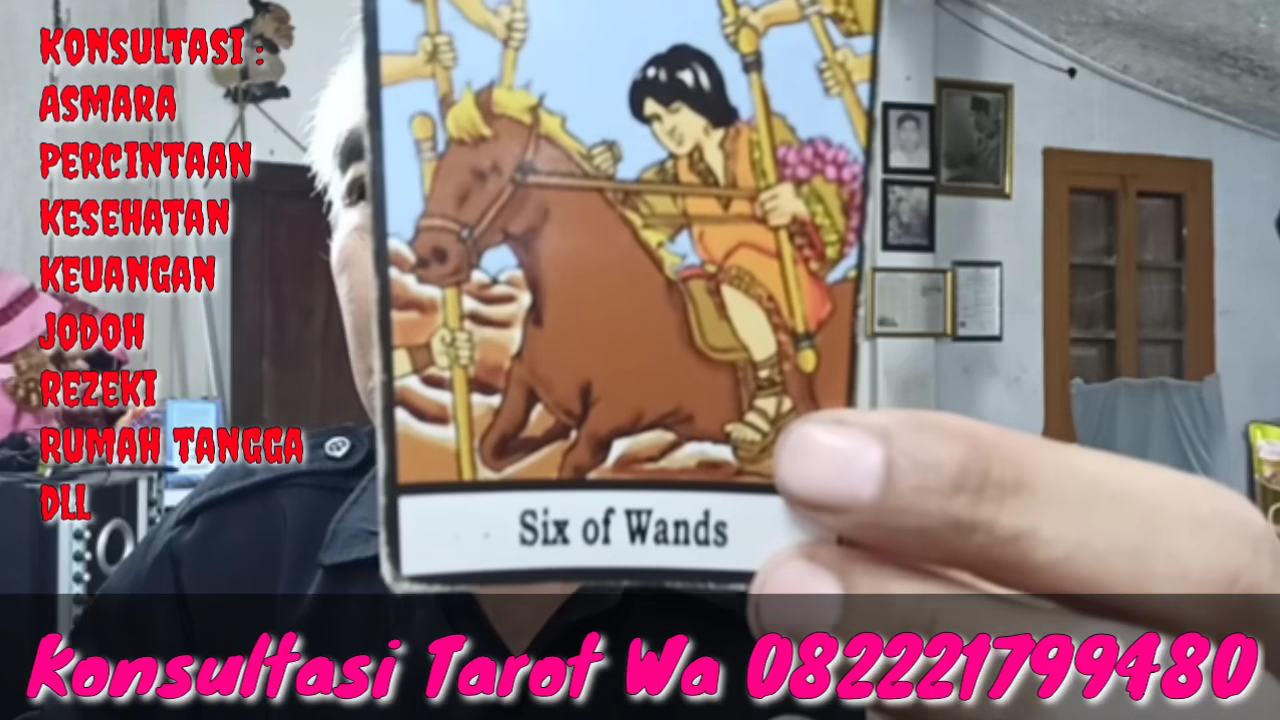 KONSULTASI :
ASMARA
PERCINTAAN
KESEHATAN
KEUANGAN
JODOH
REZEKI
RUMAH TANGGA
DLL
Six of Wands
Konsultasi Tarot Wa 082221799480